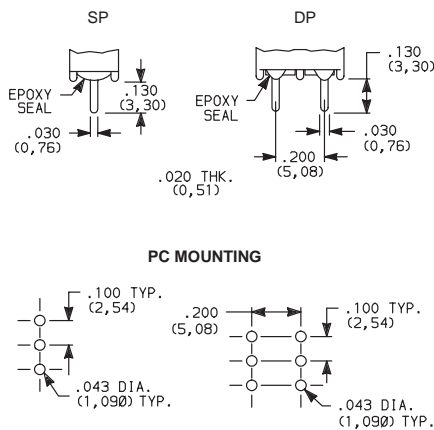 SP
DP
EPOXY
SEAL
.130
(3,30)
.030
(0,76)
EPOXY
SEAL
.130
(3,30)
.030
(0,76)
.200
(5,08)
.020 THK.
(0,51)
PC MOUNTING
.100 TYP.
(2,54)
.043 DIA.
(1,090) TYP.
.200
(5,08)
.100 TYP.
(2,54)
.043 DIA.
(1,090) TYP.